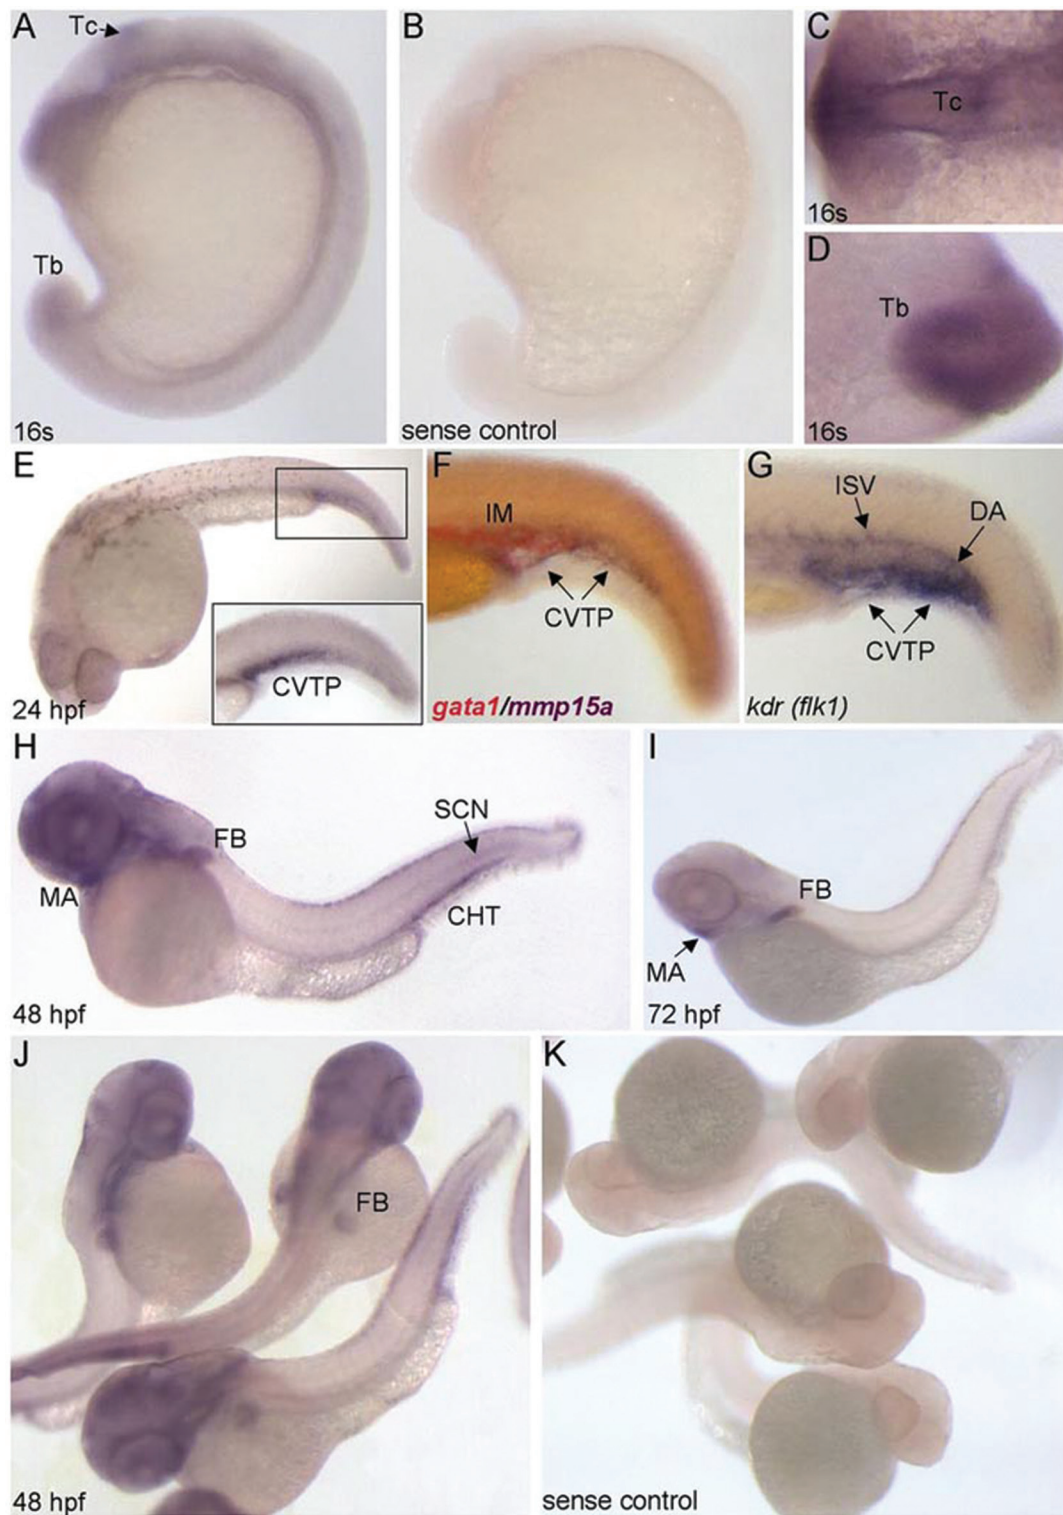 A
Tc
Tb
16s
B
sense control
C
Tc
16s
D
Tb
16s
E
CVTP
24 hpf
F
IM
CVTP
gata1/mmp15a
G
ISV
DA
CVTP
kdr (flk1)
H
FB
SCN
MA
CHT
48 hpf
I
FB
MA
72 hpf
J
FB
48 hpf
K
sense control